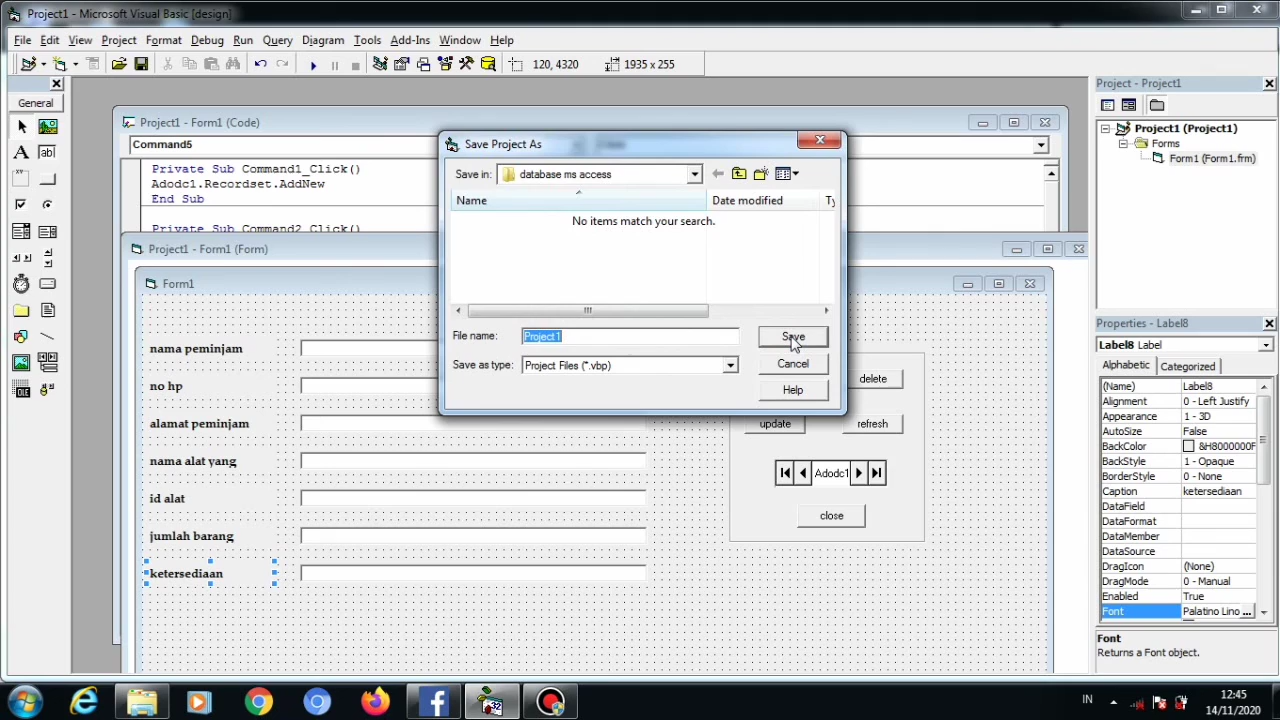 Project1 - Microsoft Visual Basic [design]
File Edit View Project Format Debug Run Query Diagram Tools Add-Ins Window Help
120, 4320 1935 x 255
General
Project1 - Form1 (Code)
Command5
Private Sub Command1_Click()
Adodc1.Recordset.AddNew
End Sub
Private Sub Command2_Click()
Project1 - Form1 (Form)
Form1
nama peminjam
no hp
alamat peminjam
nama alat yang
id alat
jumlah barang
ketersediaan
delete
update refresh
Adodc1
close
Save Project As
Save in: database ms access
Name Date modified Ty
No items match your search.
File name: Project1 Save
Save as type: Project Files (*.vbp) Cancel
Help
Project - Project1
Project1 (Project1)
Forms
Form1 (Form1.frm)
Properties - Label8
Label8 Label
Alphabetic Categorized
(Name) Label8
Alignment 0 - Left Justify
Appearance 1 - 3D
AutoSize False
BackColor &H8000000F
BackStyle 1 - Opaque
BorderStyle 0 - None
Caption ketersediaan
DataField
DataFormat
DataMember
DataSource
DragIcon (None)
DragMode 0 - Manual
Enabled True
Font Palatino Lino ...
Font
Returns a Font object.
32
IN 12:45
14/11/2020